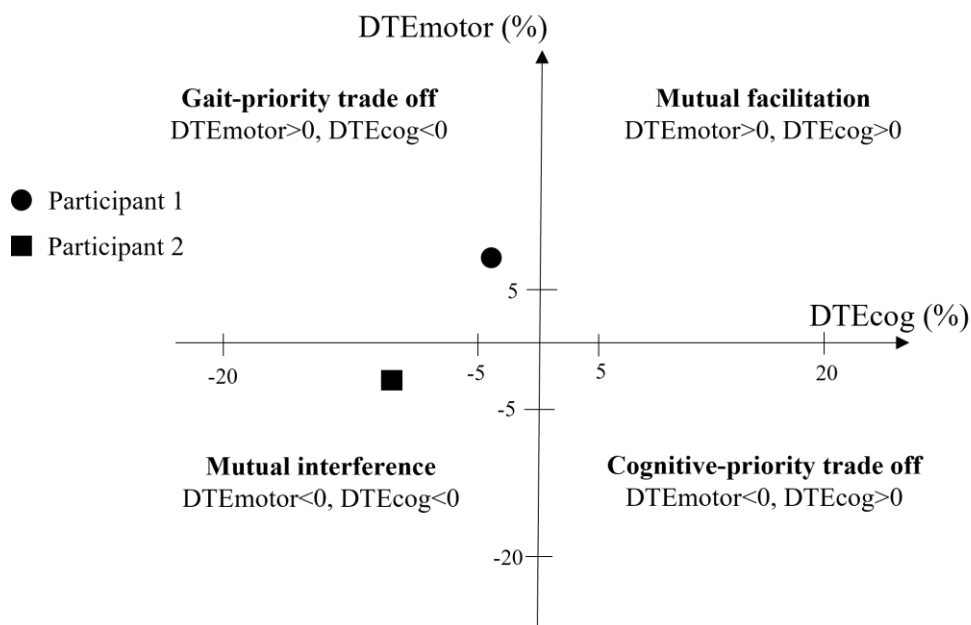 DTEmotor (%)
Gait-priority trade off
DTEmotor>0, DTEcog<0
Mutual facilitation
DTEmotor>0, DTEcog>0
Participant 1
Participant 2
5
DTEcog (%)
-20
-5
5
20
-5
Mutual interference
DTEmotor<0, DTEcog<0
Cognitive-priority trade off
DTEmotor<0, DTEcog>0
-20